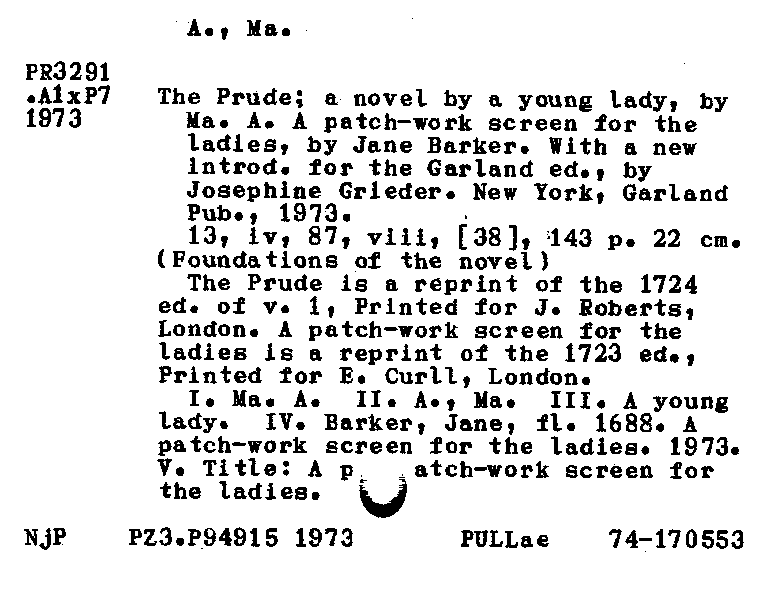 A., Ma.
PR3291
.A1xP7 The Prude; a novel by a young lady, by
1973 Ma. A. A patch-work screen for the
ladies, by Jane Barker. With a new
introd. for the Garland ed., by
Josephine Grieder. New York, Garland
Pub., 1973.
13, iv, 87, viii, [38], 143 p. 22 cm.
(Foundations of the novel)
The Prude is a reprint of the 1724
ed. of v. 1, Printed for J. Roberts,
London. A patch-work screen for the
ladies is a reprint of the 1723 ed.,
Printed for E. Curll, London.
I. Ma. A. II. A., Ma. III. A young
lady. IV. Barker, Jane, fl. 1688. A
patch-work screen for the ladies. 1973.
V. Title: A p atch-work screen for
the ladies.
NjP PZ3.P94915 1973 PULLae 74-170553